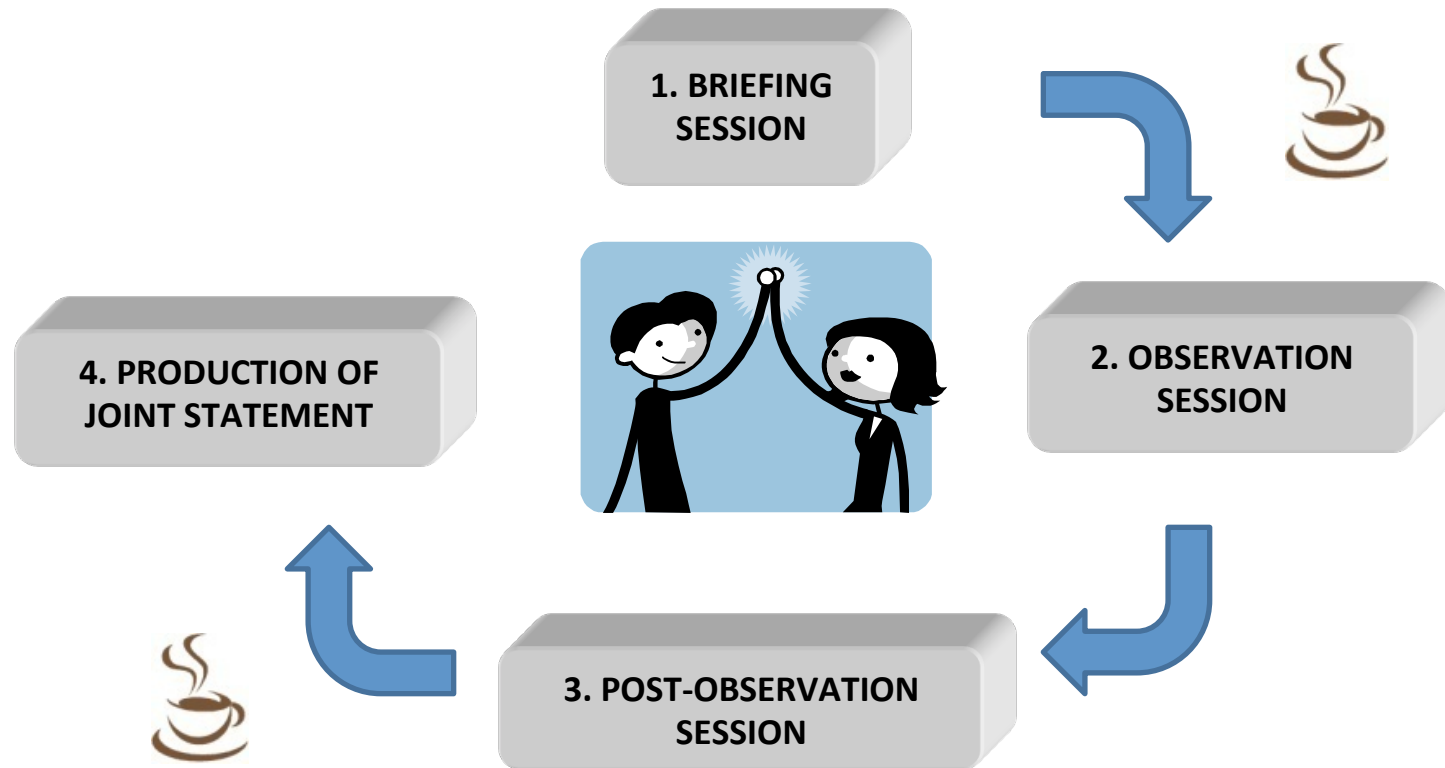 1. BRIEFING
SESSION
2. OBSERVATION
SESSION
3. POST-OBSERVATION
SESSION
4. PRODUCTION OF
JOINT STATEMENT